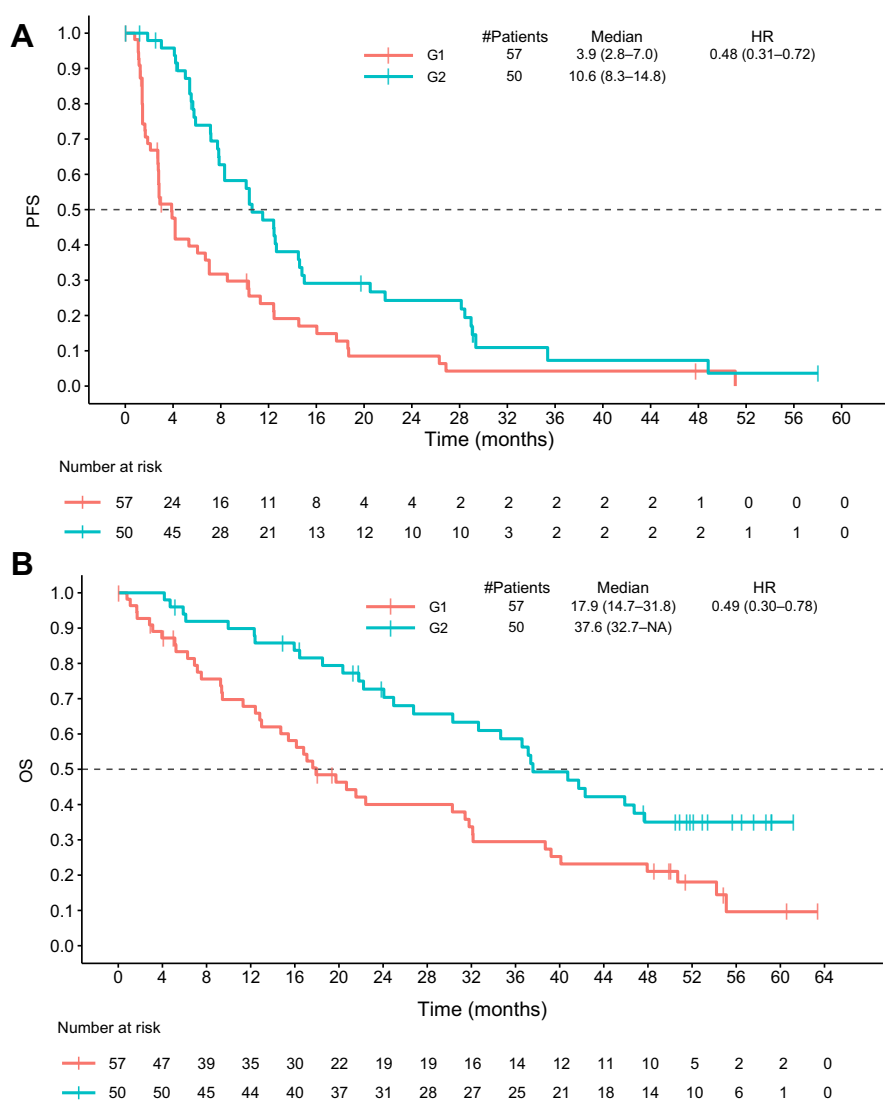 A
#Patients Median HR
G1 57 3.9 (2.8–7.0) 0.48 (0.31–0.72)
G2 50 10.6 (8.3–14.8)
PFS
1.0
0.9
0.8
0.7
0.6
0.5
0.4
0.3
0.2
0.1
0.0
0 4 8 12 16 20 24 28 32 36 40 44 48 52 56 60
Time (months)
Number at risk
57 24 16 11 8 4 4 2 2 2 2 2 1 0 0 0
50 45 28 21 13 12 10 10 3 2 2 2 2 1 1 0
B
#Patients Median HR
G1 57 17.9 (14.7–31.8) 0.49 (0.30–0.78)
G2 50 37.6 (32.7–NA)
OS
1.0
0.9
0.8
0.7
0.6
0.5
0.4
0.3
0.2
0.1
0.0
0 4 8 12 16 20 24 28 32 36 40 44 48 52 56 60 64
Time (months)
Number at risk
57 47 39 35 30 22 19 19 16 14 12 11 10 5 2 2 0
50 50 45 44 40 37 31 28 27 25 21 18 14 10 6 1 0